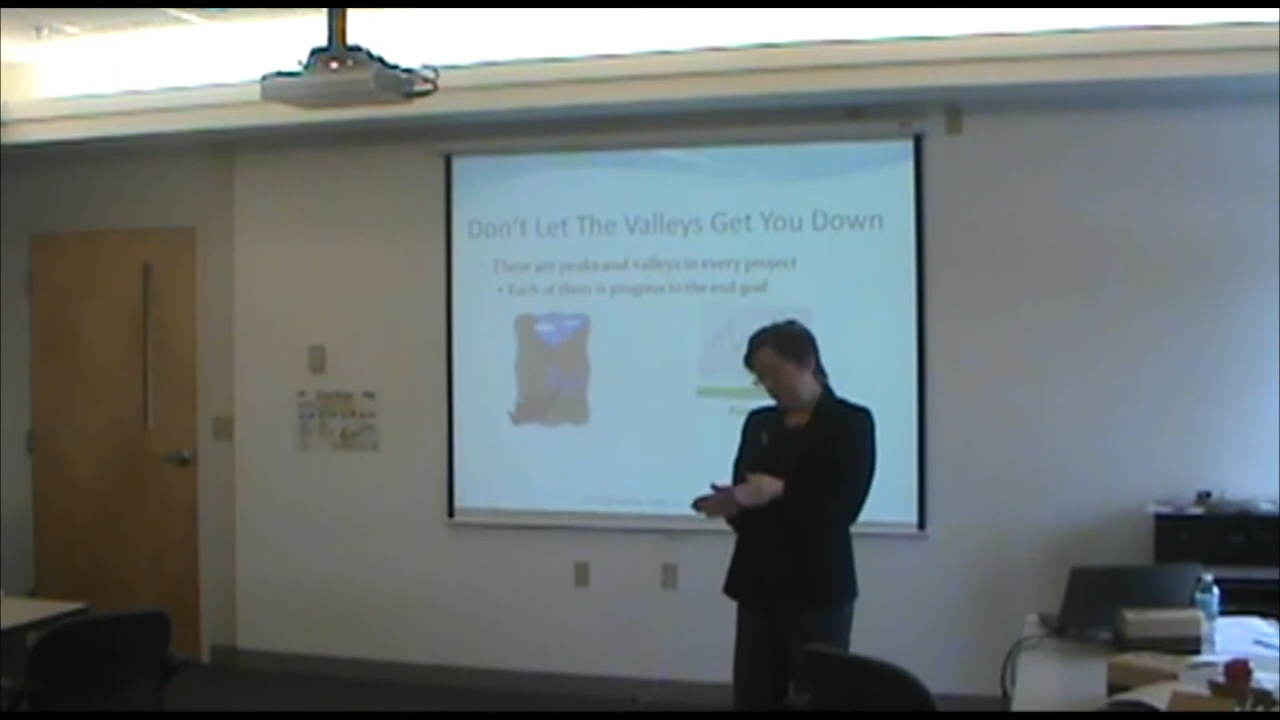 Don't Let The Valleys Get You Down
There are peaks and valleys in every project
• Each of them is progress to the end goal